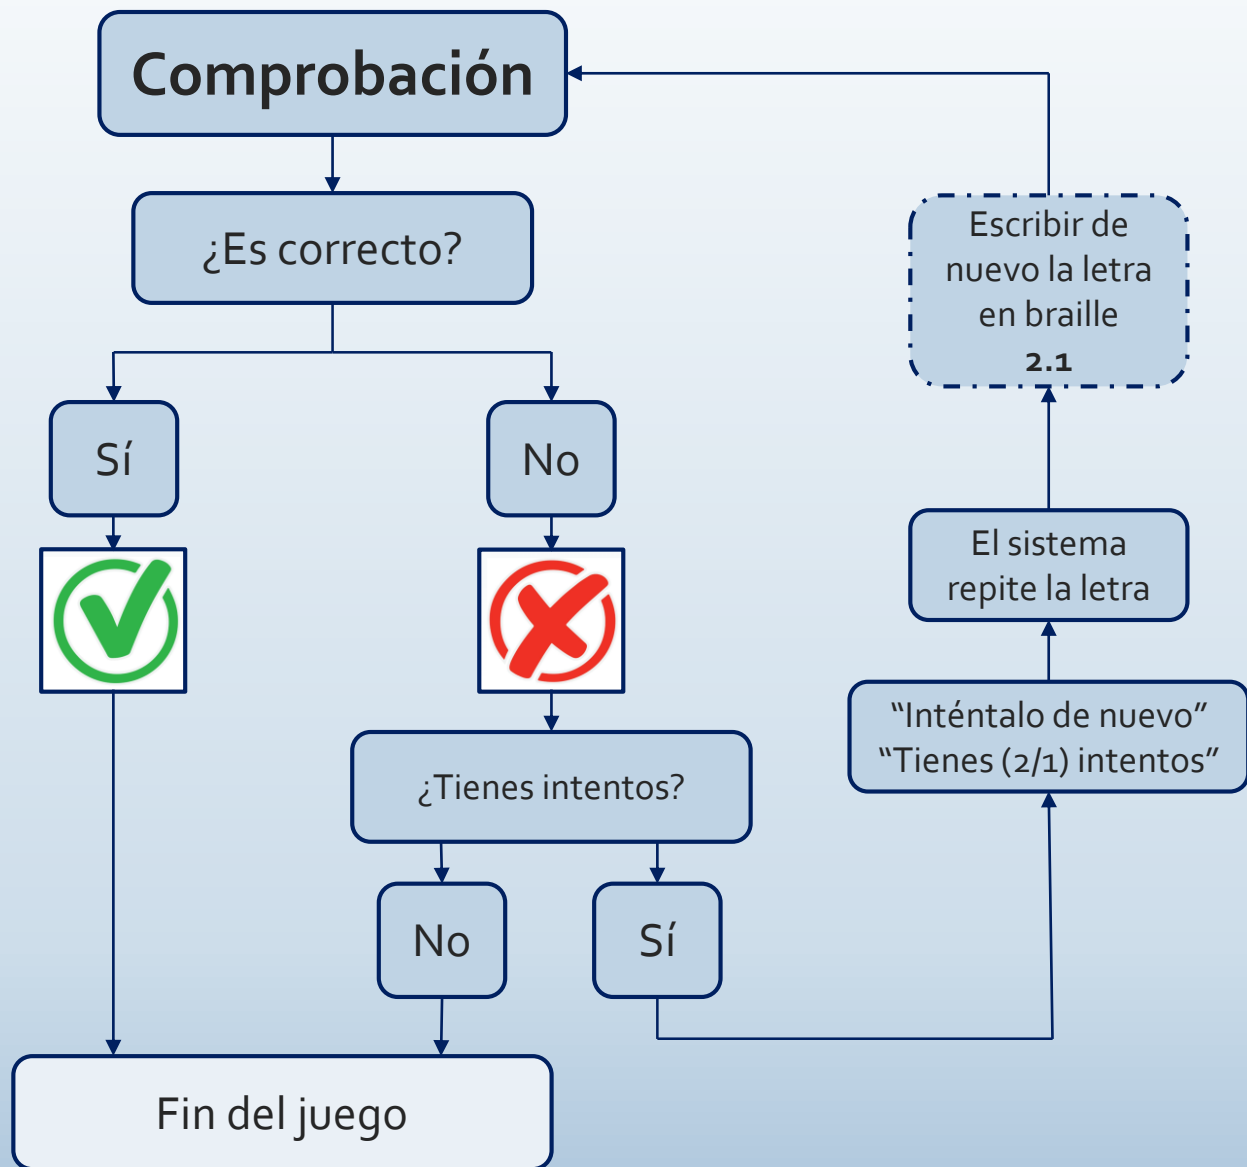 Comprobación
¿Es correcto?
Sí
No
¿Tienes intentos?
No
Sí
Fin del juego
“Inténtalo de nuevo”
“Tienes (2/1) intentos”
El sistema
repite la letra
Escribir de
nuevo la letra
en braille
2.1